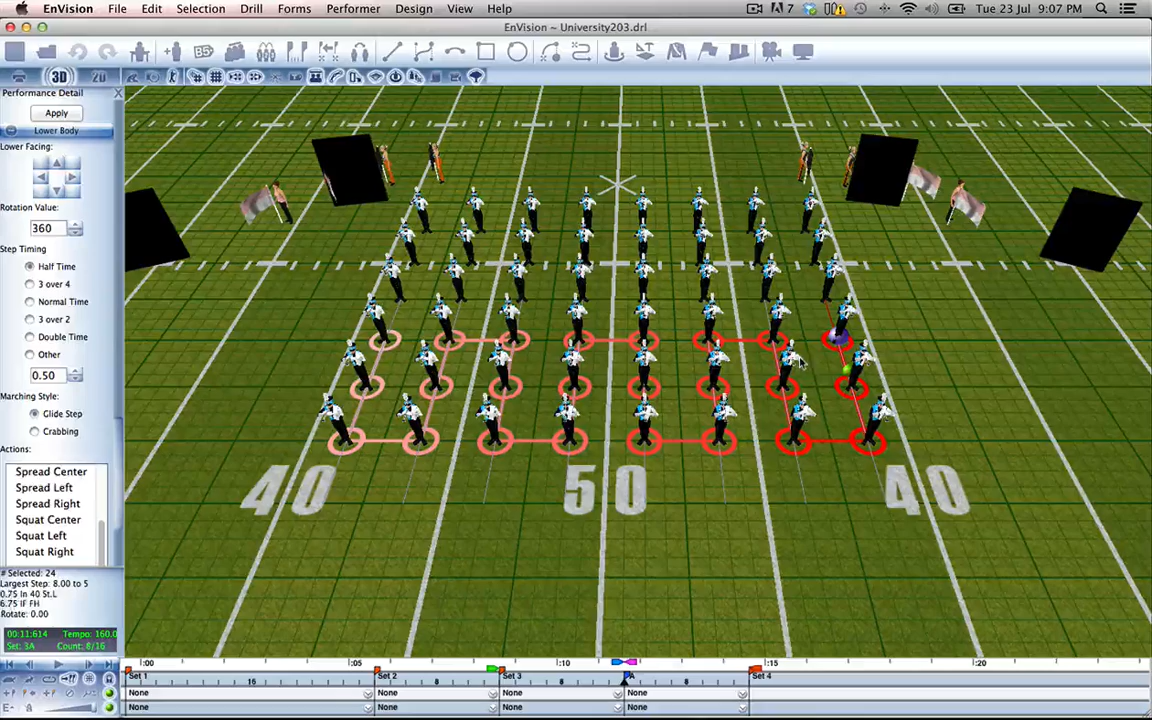 EnVision File Edit Selection Drill Forms Performer Design View Help
7 Tue 23 Jul 9:07 PM
EnVision ~ University203.drl
B5
3D 2D
Performance Detail
Apply
Lower Body
Lower Facing:
Rotation Value:
360
Step Timing
Half Time
3 over 4
Normal Time
3 over 2
Double Time
Other
0.50
Marching Style:
Glide Step
Crabbing
Actions:
Spread Center
Spread Left
Spread Right
Squat Center
Squat Left
Squat Right
# Selected: 24
Largest Step: 8.00 to 5
0.75 In 40 St.L
6.75 IF FH
Rotate: 0.00
00:11:614 Tempo: 160.0
Set: 3A Count: 8/16
40 50 40
:00 :05 :10 :15 :20
Set 1 16 Set 2 8 Set 3 8 A 8 Set 4
None None None None
None None None None
E-